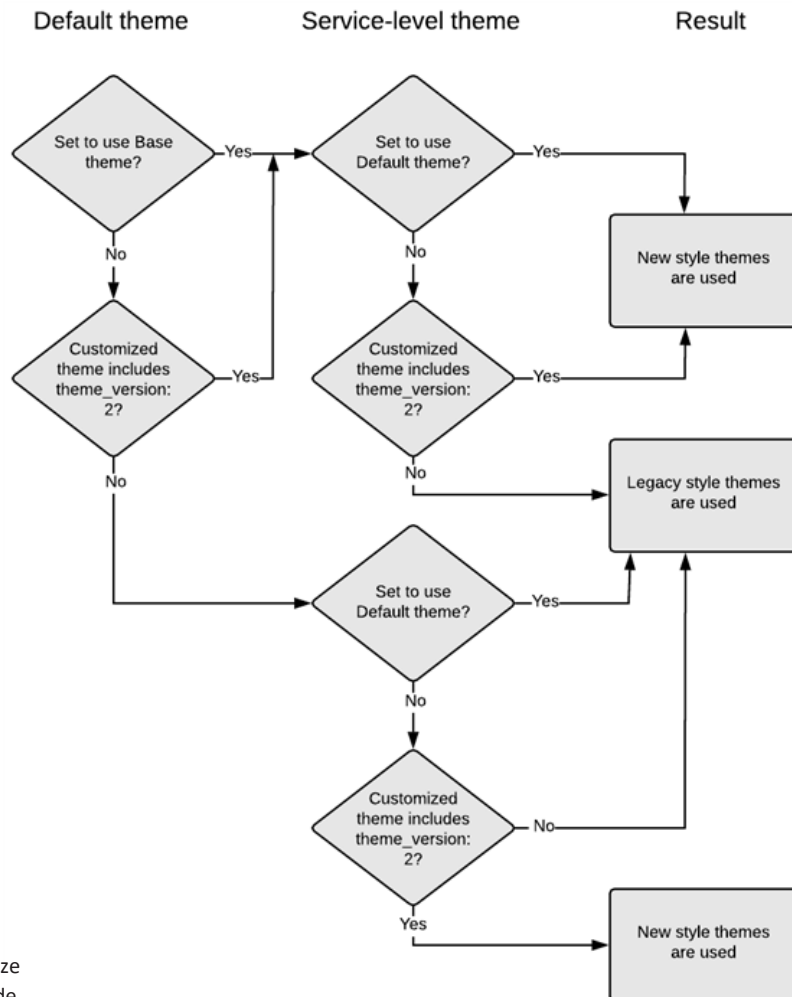 Default theme
Service-level theme
Result
Set to use Base
theme?
Yes
Set to use
Default theme?
Yes
New style themes
are used
No
No
Customized
theme includes
theme_version:
2?
Yes
Customized
theme includes
theme_version:
2?
Yes
No
No
Legacy style themes
are used
Set to use
Default theme?
Yes
No
Customized
theme includes
theme_version:
2?
No
Yes
New style themes
are used
ze